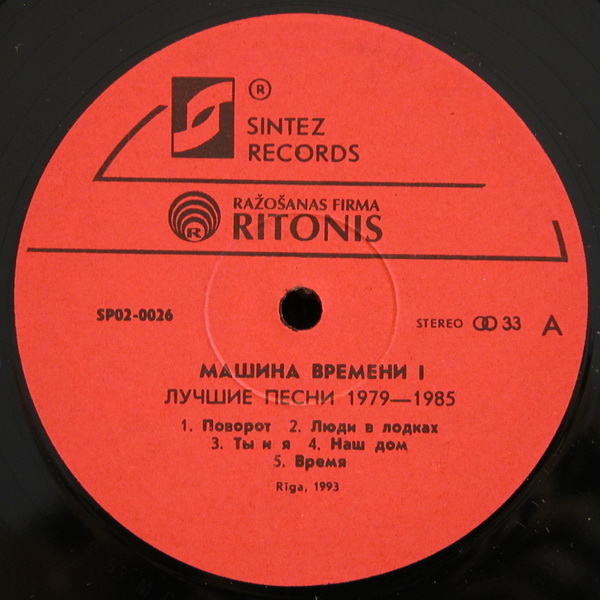 ®
SINTEZ
RECORDS
RAŽOŠANAS FIRMA
RITONIS
R
SP02-0026
STEREO 33 A
МАШИНА ВРЕМЕНИ I
ЛУЧШИЕ ПЕСНИ 1979—1985
1. Поворот 2. Люди в лодках
3. Ты и я 4. Наш дом
5. Время
Rīga, 1993